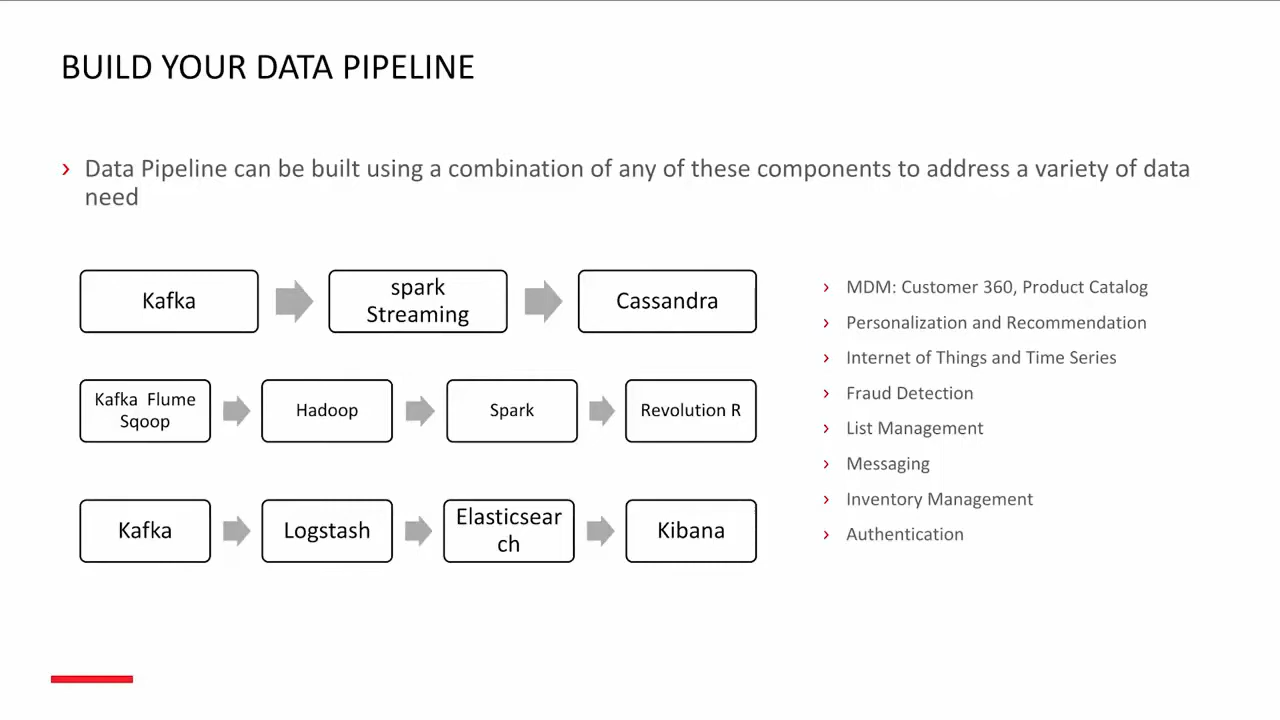 BUILD YOUR DATA PIPELINE
› Data Pipeline can be built using a combination of any of these components to address a variety of data
need
Kafka
spark
Streaming
Cassandra
Kafka  Flume
Sqoop
Hadoop
Spark
Revolution R
Kafka
Logstash
Elasticsear
ch
Kibana
› MDM: Customer 360, Product Catalog
› Personalization and Recommendation
› Internet of Things and Time Series
› Fraud Detection
› List Management
› Messaging
› Inventory Management
› Authentication